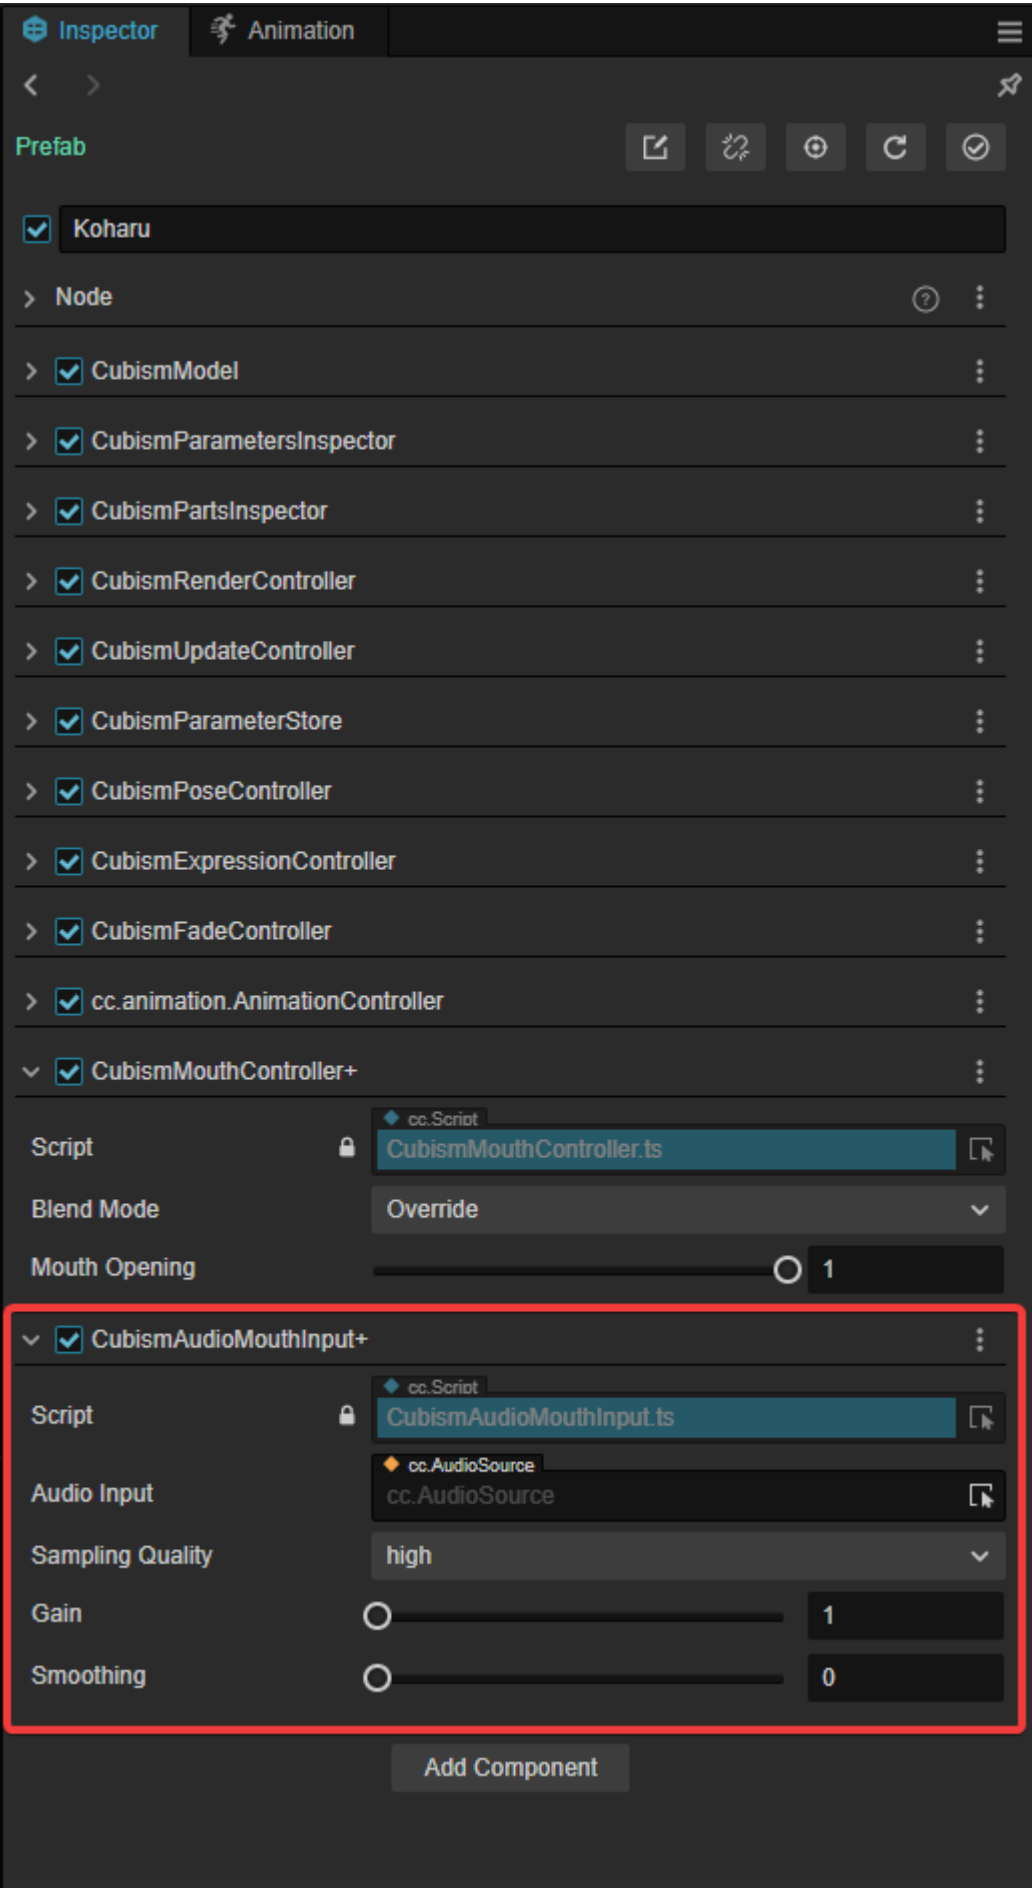 Inspector Animation
Prefab
Koharu
Node
CubismModel
CubismParametersInspector
CubismPartsInspector
CubismRenderController
CubismUpdateController
CubismParameterStore
CubismPoseController
CubismExpressionController
CubismFadeController
cc.animation.AnimationController
CubismMouthController+
cc.Script
Script CubismMouthController.ts
Blend Mode Override
Mouth Opening 1
CubismAudioMouthInput+
cc.Script
Script CubismAudioMouthInput.ts
cc.AudioSource
Audio Input cc.AudioSource
Sampling Quality high
Gain 1
Smoothing 0
Add Component